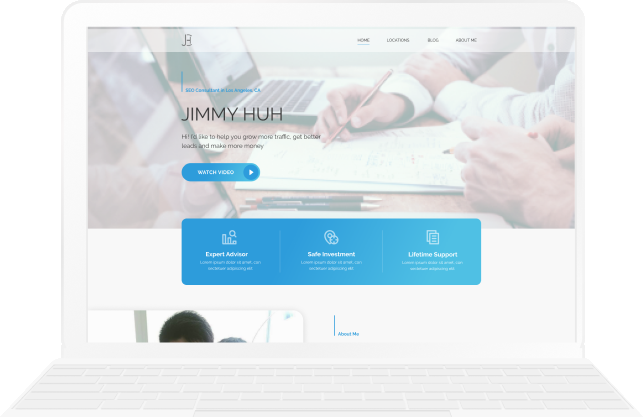 JH
HOME LOCATIONS BLOG ABOUT ME
SEO Consultant in Los Angeles, CA
JIMMY HUH
Hi! I'd like to help you grow more traffic, get better
leads and make more money
WATCH VIDEO
Expert Advisor
Lorem ipsum dolor sit amet, con
sectetuer adipiscing elit
Safe Investment
Lorem ipsum dolor sit amet, con
sectetuer adipiscing elit
Lifetime Support
Lorem ipsum dolor sit amet, con
sectetuer adipiscing elit
About Me